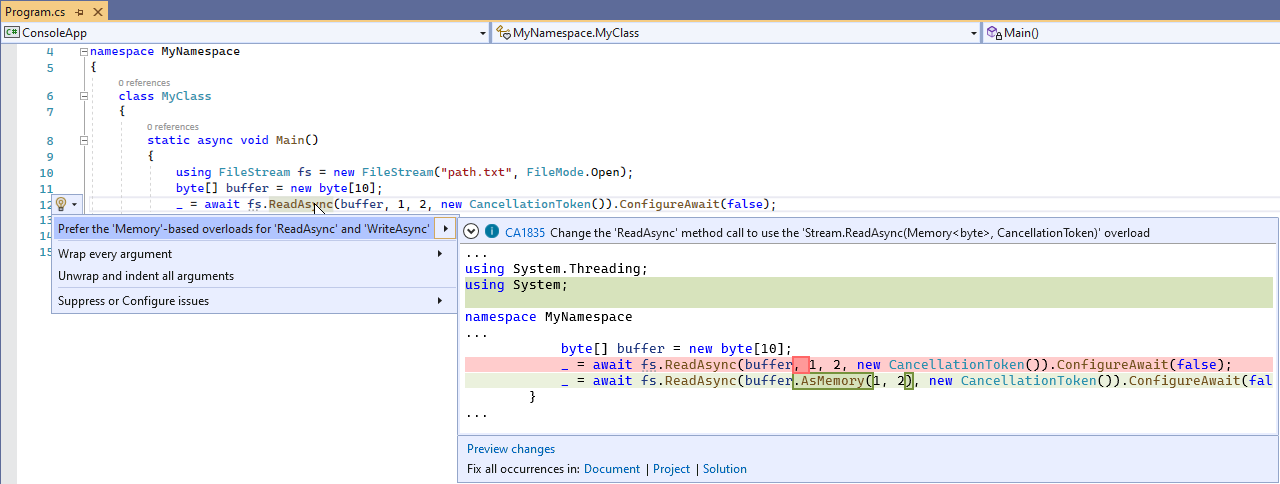 Program.cs
ConsoleApp MyNamespace.MyClass Main()
4 namespace MyNamespace
5 {
0 references
6 class MyClass
7 {
0 references
8 static async void Main()
9 {
10 using FileStream fs = new FileStream("path.txt", FileMode.Open);
11 byte[] buffer = new byte[10];
12 _ = await fs.ReadAsync(buffer, 1, 2, new CancellationToken()).ConfigureAwait(false);
13
14
15
Prefer the 'Memory'-based overloads for 'ReadAsync' and 'WriteAsync'
Wrap every argument
Unwrap and indent all arguments
Suppress or Configure issues
CA1835 Change the 'ReadAsync' method call to use the 'Stream.ReadAsync(Memory<byte>, CancellationToken)' overload
...
using System.Threading;
using System;
namespace MyNamespace
...
byte[] buffer = new byte[10];
_ = await fs.ReadAsync(buffer, 1, 2, new CancellationToken()).ConfigureAwait(false);
_ = await fs.ReadAsync(buffer.AsMemory(1, 2), new CancellationToken()).ConfigureAwait(fal
}
...
Preview changes
Fix all occurrences in: Document | Project | Solution